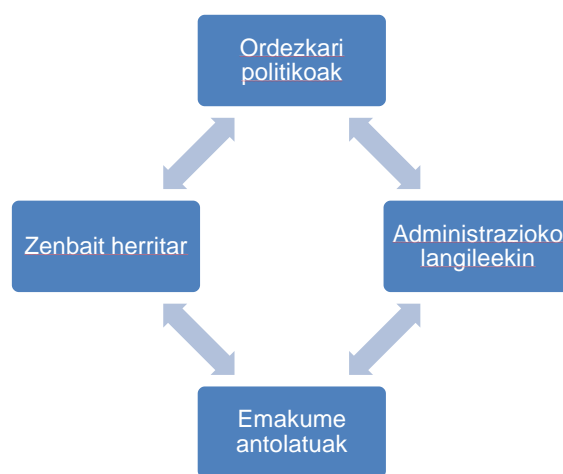 Ordezkari
politikoak
Zenbait herritar
Administrazioko
langileekin
Emakume
antolatuak